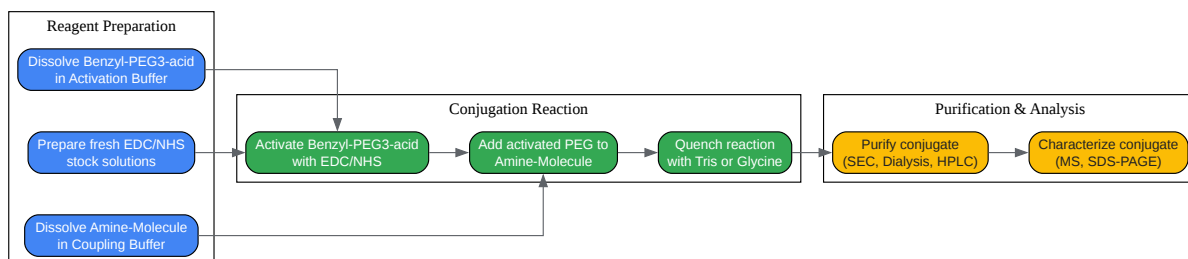 Reagent Preparation
Dissolve Benzyl-PEG3-acid
in Activation Buffer
Prepare fresh EDC/NHS
stock solutions
Dissolve Amine-Molecule
in Coupling Buffer
Conjugation Reaction
Activate Benzyl-PEG3-acid
with EDC/NHS
Add activated PEG to
Amine-Molecule
Quench reaction
with Tris or Glycine
Purification & Analysis
Purify conjugate
(SEC, Dialysis, HPLC)
Characterize conjugate
(MS, SDS-PAGE)